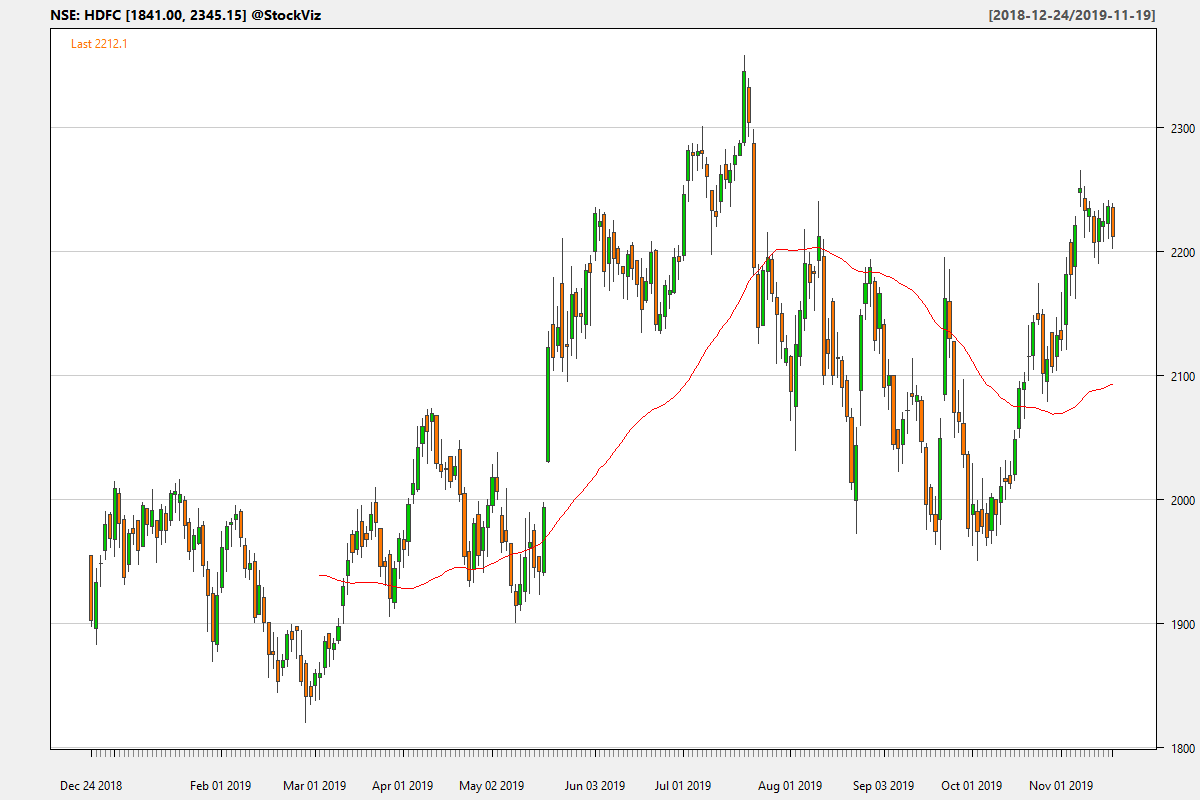 NSE: HDFC [1841.00, 2345.15] @StockViz [2018-12-24/2019-11-19]
Last 2212.1
2300
2200
2100
2000
1900
1800
Dec 24 2018 Feb 01 2019 Mar 01 2019 Apr 01 2019 May 02 2019 Jun 03 2019 Jul 01 2019 Aug 01 2019 Sep 03 2019 Oct 01 2019 Nov 01 2019